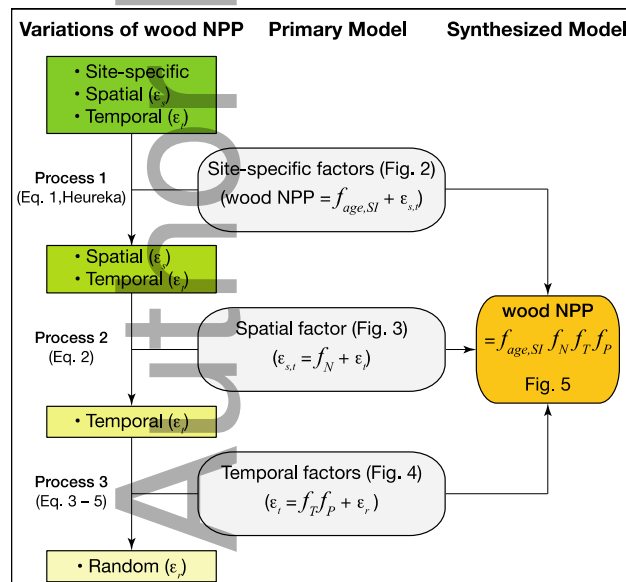 Variations of wood NPP
Primary Model
Synthesized Model
• Site-specific
• Spatial (εs)
• Temporal (εt)
Process 1
(Eq. 1,Heureka)
Site-specific factors (Fig. 2)
(wood NPP = fage,SI + εs,t)
• Spatial (εs)
• Temporal (εt)
Process 2
(Eq. 2)
Spatial factor (Fig. 3)
(εs,t = fN + εt)
wood NPP
= fage,SI fN fT fP
Fig. 5
• Temporal (εt)
Process 3
(Eq. 3 – 5)
Temporal factors (Fig. 4)
(εt = fT fP + εr)
• Random (εr)
Author